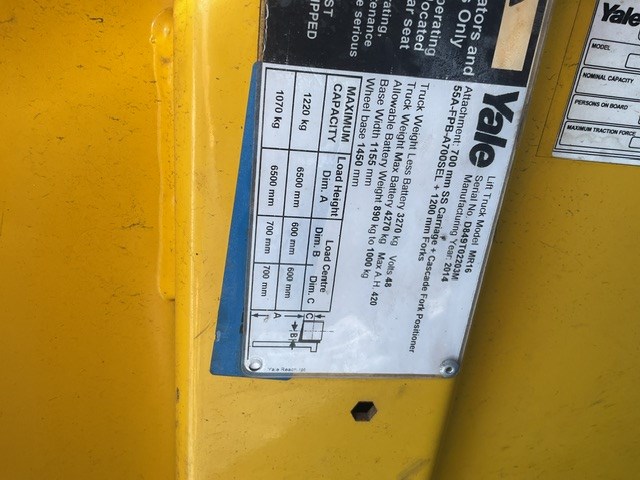 ators and
s Only
perating
/ocated
ar seat
ating,
tenance
e serious
ST
IPPED
Yale
Lift Truck Model MR16
Serial No. D849T02203M
Manufacturing Year: 2014
Attachment: 700 mm SS Carriage + Cascade Fork Positioner
55A-FPB-A700SEL + 1200 mm Forks
Truck Weight Less Battery 3270 kg Volts 48
Truck Weight Max Battery 4270 kg Max A.H. 420
Allowable Battery Weight 890 kg to 1000 kg
Base Width 1155 mm
Wheel base 1450 mm
MAXIMUM CAPACITY Load Height Dim. A Load Centre Dim. B Dim. C
1220 kg 6500 mm 600 mm 600 mm
1070 kg 6500 mm 700 mm 700 mm
C
B
A
Yale Reach
Yale
MODEL
NOMINAL CAPACITY
PERSONS ON BOARD
MAXIMUM TRACTION FORCE